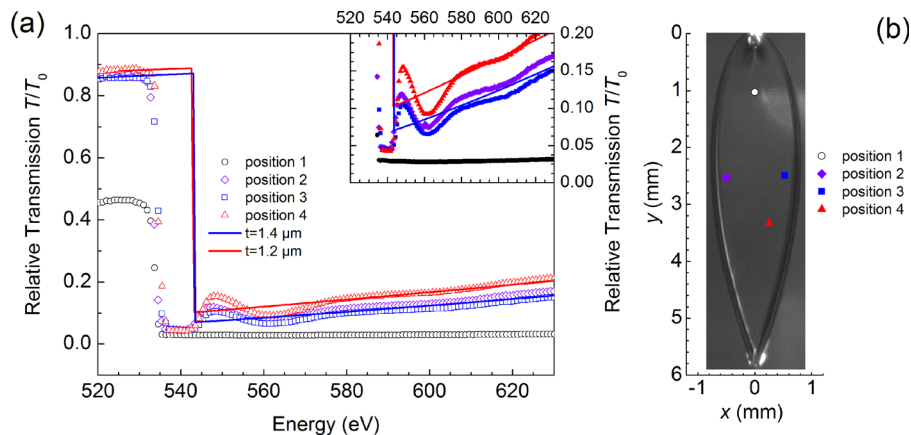 (a)
520 540 560 580 600 620
1.0
0.8
0.6
0.4
0.2
0.0
Relative Transmission T/T₀
0.20
0.15
0.10
0.05
0.00
Relative Transmission T/T₀
position 1
position 2
position 3
position 4
t=1.4 μm
t=1.2 μm
520 540 560 580 600 620
Energy (eV)
(b)
0
1
2
3
4
5
6
y (mm)
-1 0 1
x (mm)
position 1
position 2
position 3
position 4